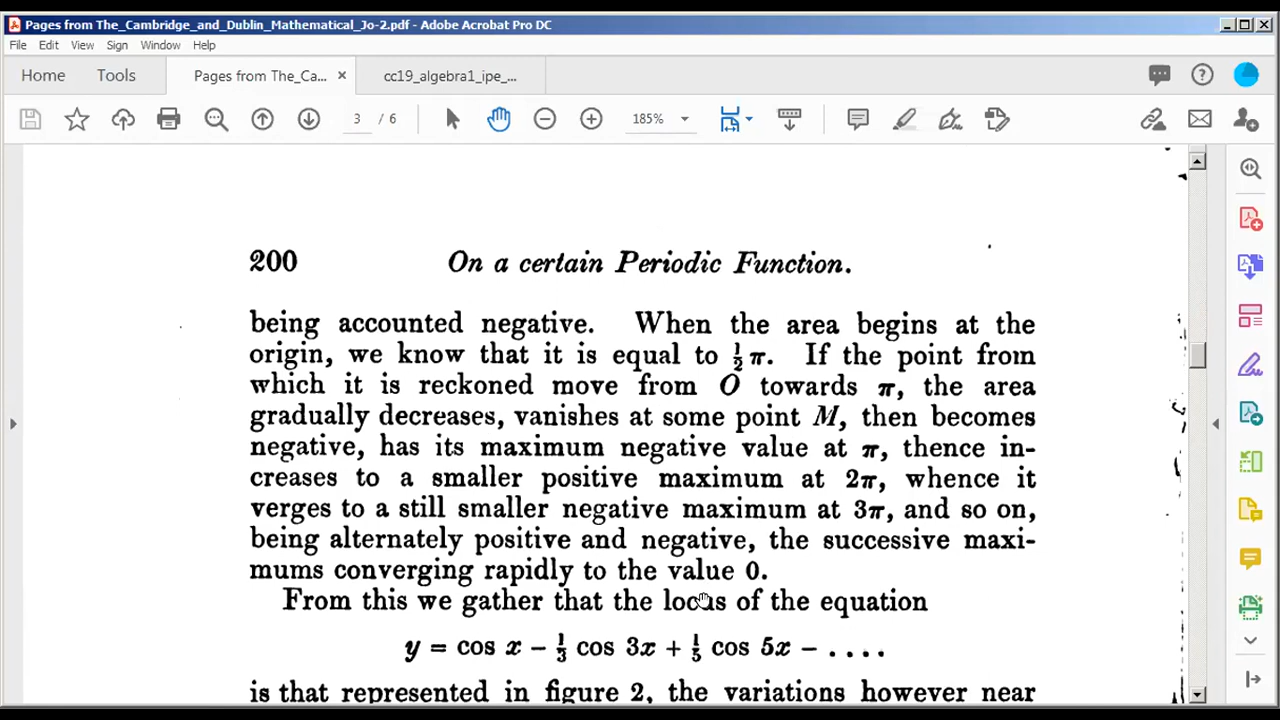 Pages from The_Cambridge_and_Dublin_Mathematical_Jo-2.pdf - Adobe Acrobat Pro DC
File Edit View Sign Window Help
Home Tools Pages from The_Ca... × cc19_algebra1_ipe_...
3 / 6 185%
200 On a certain Periodic Function.
being accounted negative. When the area begins at the
origin, we know that it is equal to ½π. If the point from
which it is reckoned move from O towards π, the area
gradually decreases, vanishes at some point M, then becomes
negative, has its maximum negative value at π, thence in-
creases to a smaller positive maximum at 2π, whence it
verges to a still smaller negative maximum at 3π, and so on,
being alternately positive and negative, the successive maxi-
mums converging rapidly to the value 0.
From this we gather that the locus of the equation
y = cos x − ⅓ cos 3x + ⅕ cos 5x − ....
is that represented in figure 2, the variations however near